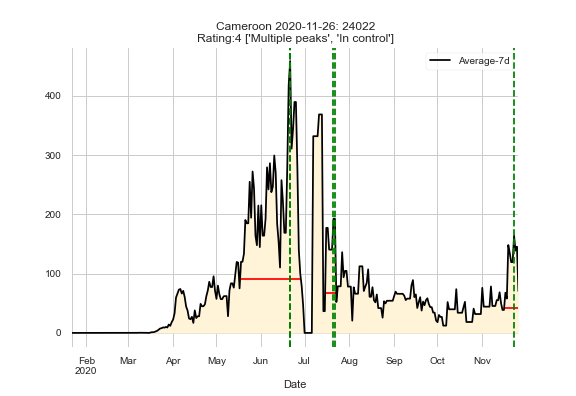 Cameroon 2020-11-26: 24022
Rating:4 ['Multiple peaks', 'In control']
Average-7d
400
300
200
100
0
Feb Mar Apr May Jun Jul Aug Sep Oct Nov
2020
Date